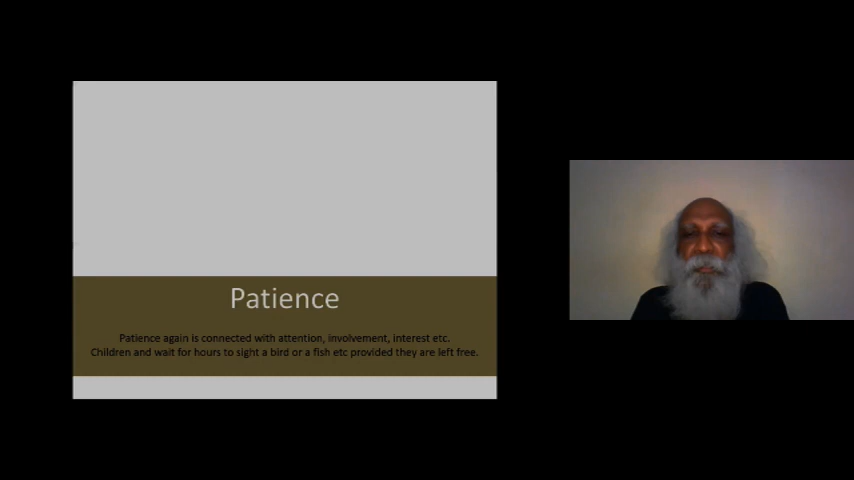 Patience
Patience again is connected with attention, involvement, interest etc.
Children and wait for hours to sight a bird or a fish etc provided they are left free.